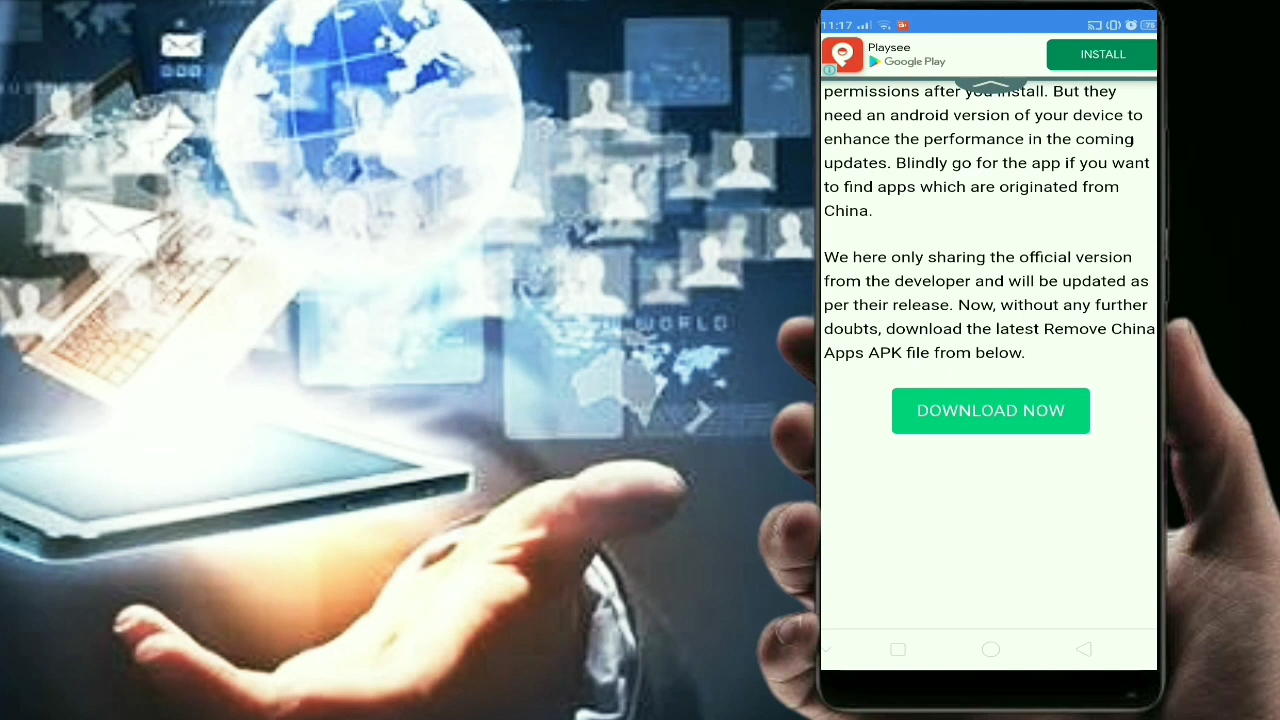 WORLD
11:17
75
Playsee
Google Play
INSTALL
permissions after you install. But they
need an android version of your device to
enhance the performance in the coming
updates. Blindly go for the app if you want
to find apps which are originated from
China.
We here only sharing the official version
from the developer and will be updated as
per their release. Now, without any further
doubts, download the latest Remove China
Apps APK file from below.
DOWNLOAD NOW